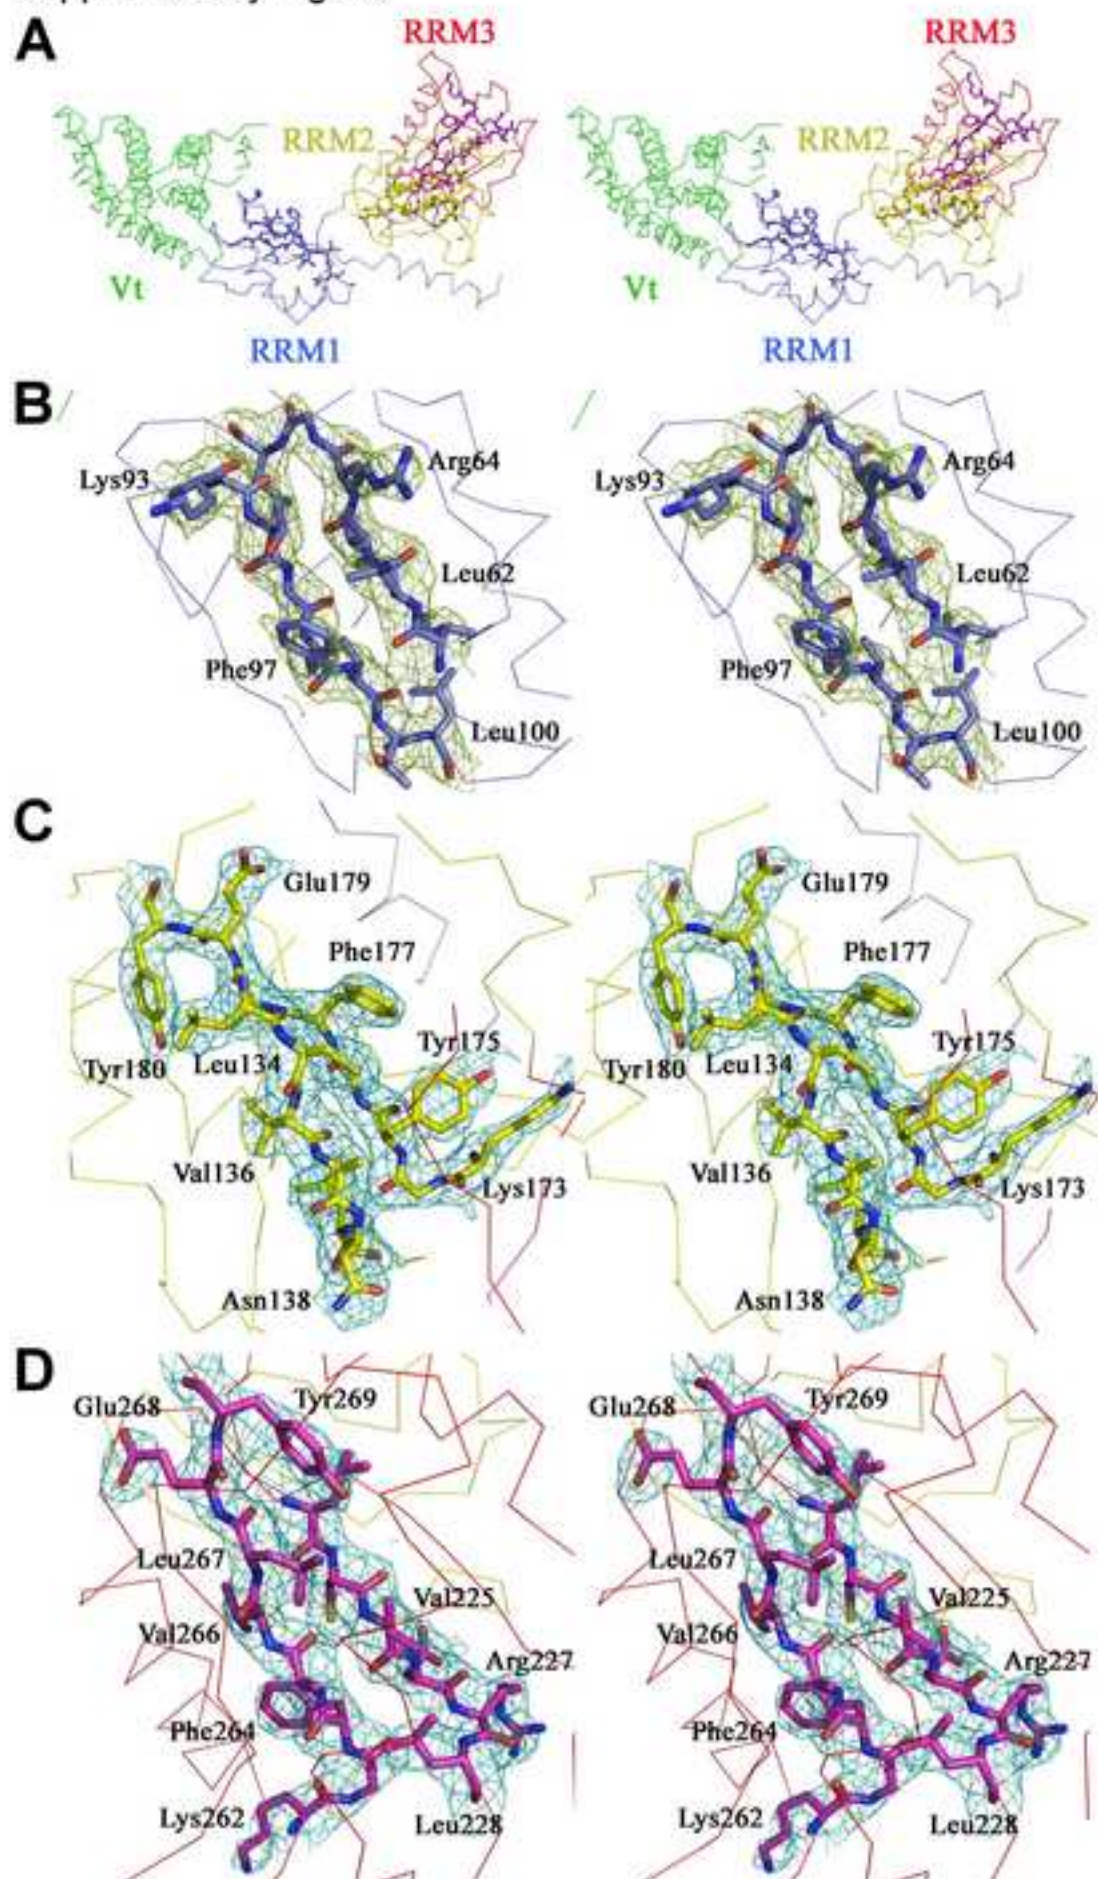 A
RRM3 RRM3
RRM2 RRM2
Vt Vt
RRM1 RRM1
B
Lys93 Arg64 Lys93 Arg64
Leu62 Leu62
Phe97 Phe97
Leu100 Leu100
C
Glu179 Glu179
Phe177 Phe177
Tyr180 Leu134 Tyr175 Tyr180 Leu134 Tyr175
Val136 Lys173 Val136 Lys173
Asn138 Asn138
D
Glu268 Tyr269 Glu268 Tyr269
Leu267 Val225 Leu267 Val225
Val266 Arg227 Val266 Arg227
Phe264 Phe264
Lys262 Leu228 Lys262 Leu228